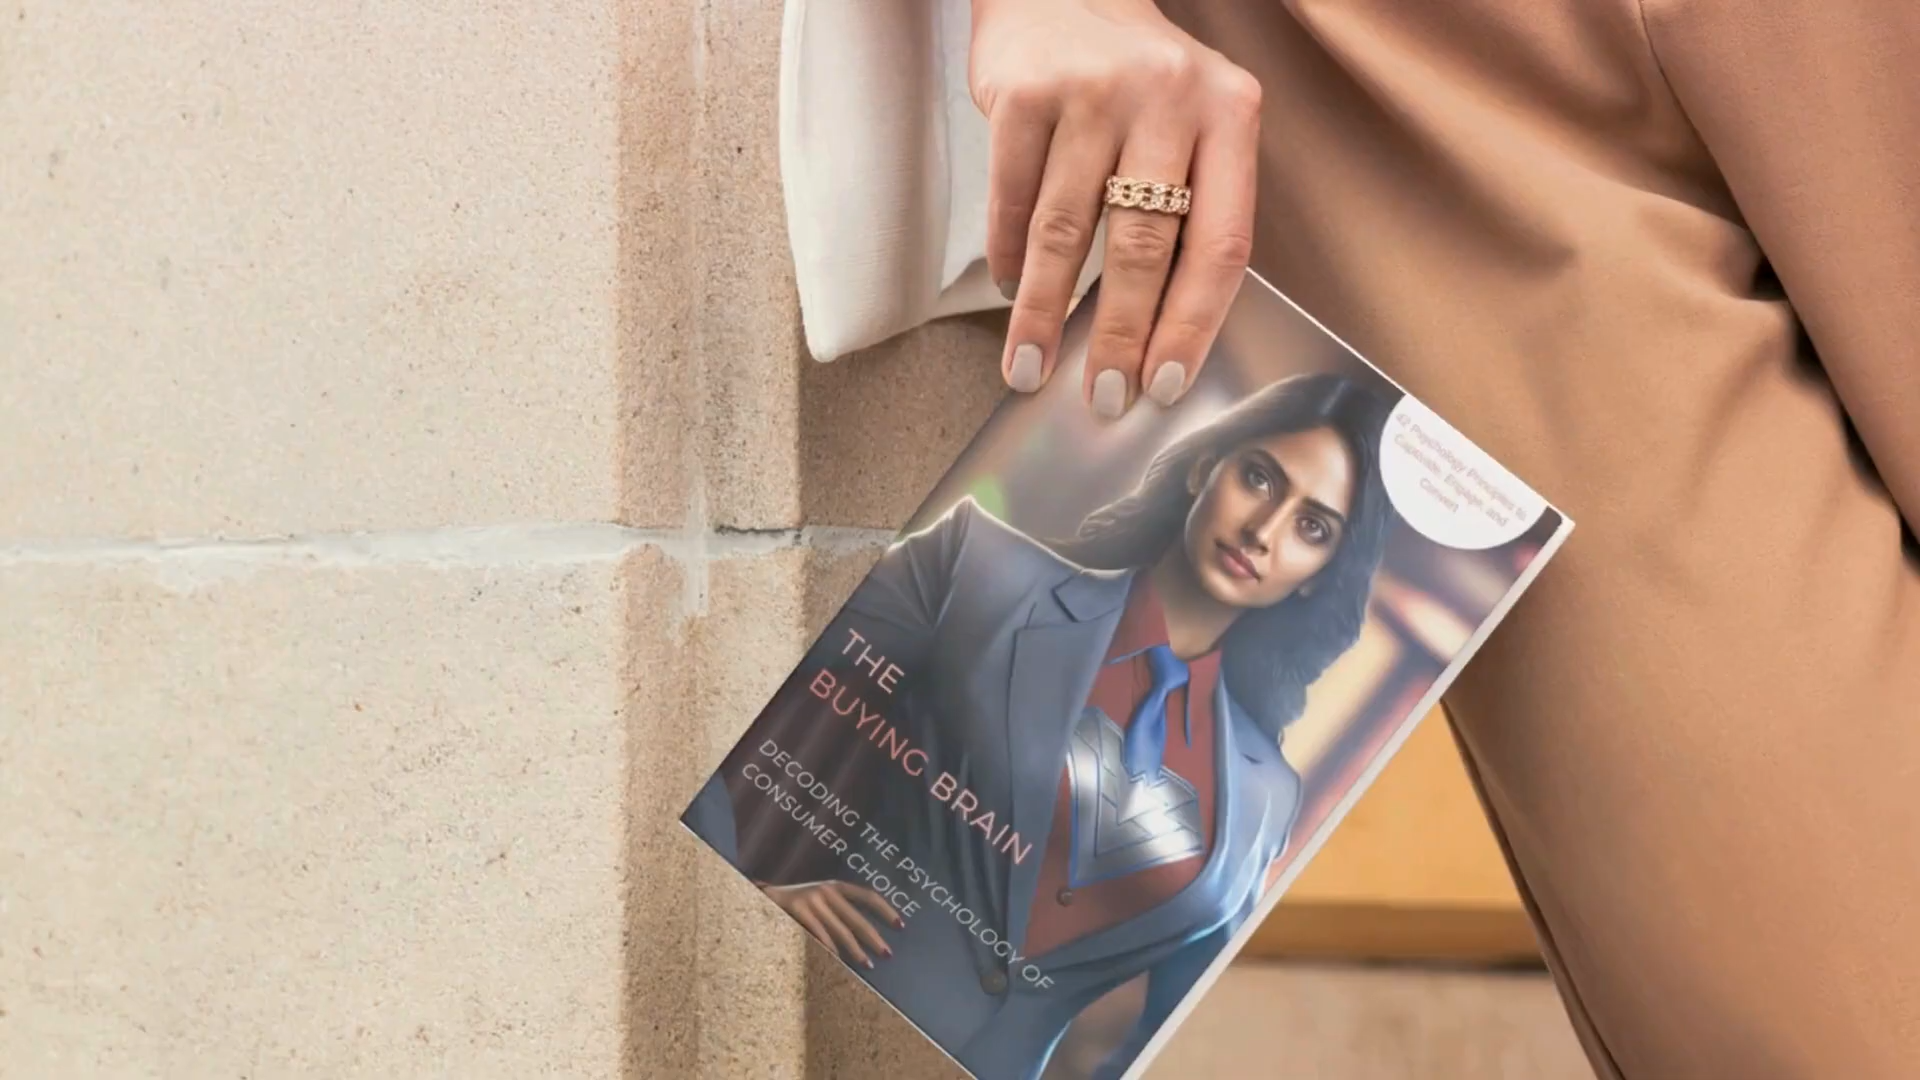 42 Psychology Principles to
Captivate, Engage, and
Convert
THE
BUYING BRAIN
DECODING THE PSYCHOLOGY OF
CONSUMER CHOICE